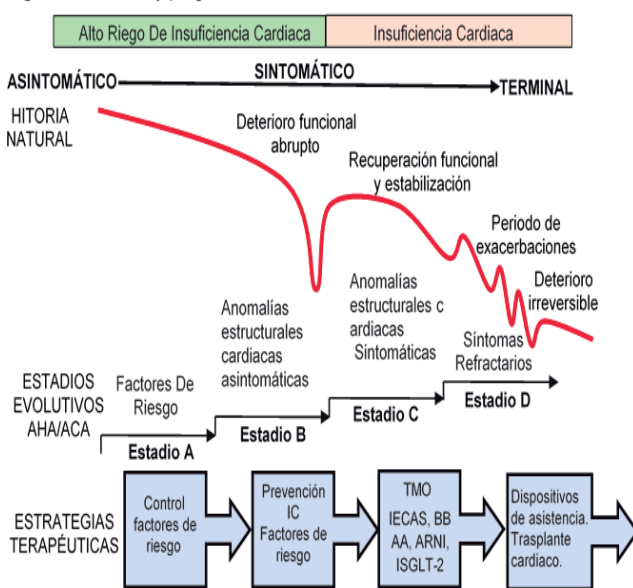 Alto Riego De Insuficiencia Cardiaca
Insuficiencia Cardiaca
ASINTOMÁTICO
SINTOMÁTICO
TERMINAL
HITORIA
NATURAL
Deterioro funcional
abrupto
Recuperación funcional
y estabilización
Periodo de
exacerbaciones
Deterioro
irreversible
Anomalías
estructurales
cardiacas
asintomáticas
Anomalías
estructurales c
ardiacas
Sintomáticas
Síntomas
Refractarios
ESTADIOS
EVOLUTIVOS
AHA/ACA
Factores De
Riesgo
Estadio A
Estadio B
Estadio C
Estadio D
ESTRATEGIAS
TERAPÉUTICAS
Control
factores de
riesgo
Prevención
IC
Factores de
riesgo
TMO
IECAS, BB
AA, ARNI,
ISGLT-2
Dispositivos
de asistencia.
Trasplante
cardiaco.